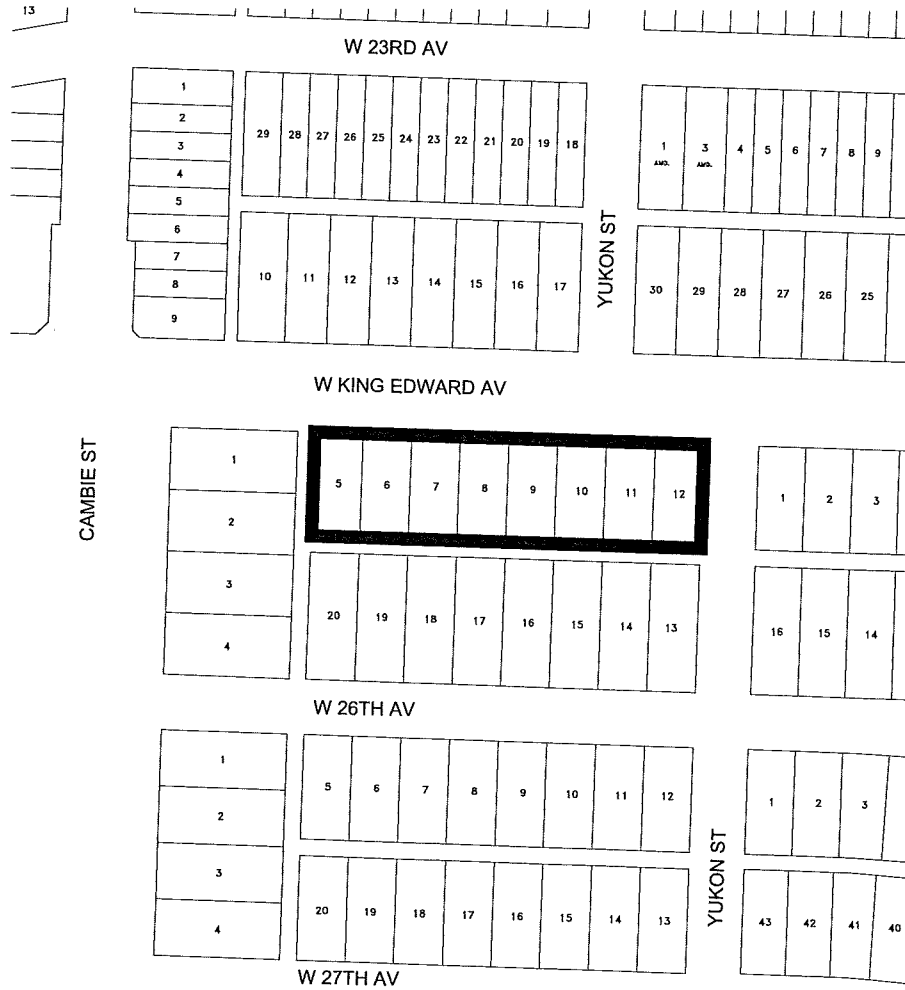 13
W 23RD AV
1
2
3
4
5
6
7
8
9
29 28 27 26 25 24 23 22 21 20 19 18
1 AMD. 3 AMD. 4 5 6 7 8 9
10 11 12 13 14 15 16 17
YUKON ST
30 29 28 27 26 25
W KING EDWARD AV
CAMBIE ST
1
2
3
4
5 6 7 8 9 10 11 12
1 2 3
20 19 18 17 16 15 14 13
16 15 14
W 26TH AV
1
2
3
4
5 6 7 8 9 10 11 12
1 2 3
YUKON ST
20 19 18 17 16 15 14 13
43 42 41 40
W 27TH AV